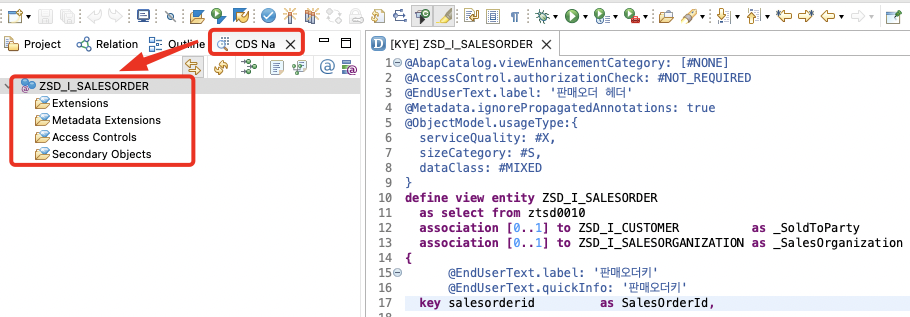 Project
Relation
Outline
CDS Na
ZSD_I_SALESORDER
Extensions
Metadata Extensions
Access Controls
Secondary Objects
[KYE] ZSD_I_SALESORDER
1 @AbapCatalog.viewEnhancementCategory: [#NONE]
2 @AccessControl.authorizationCheck: #NOT_REQUIRED
3 @EndUserText.label: '판매오더 헤더'
4 @Metadata.ignorePropagatedAnnotations: true
5 @ObjectModel.usageType:{
6 serviceQuality: #X,
7 sizeCategory: #S,
8 dataClass: #MIXED
9 }
10 define view entity ZSD_I_SALESORDER
11 as select from ztsd0010
12 association [0..1] to ZSD_I_CUSTOMER as _SoldToParty
13 association [0..1] to ZSD_I_SALESORGANIZATION as _SalesOrganization
14 {
15 @EndUserText.label: '판매오더키'
16 @EndUserText.quickInfo: '판매오더키'
17 key salesorderid as SalesOrderId,